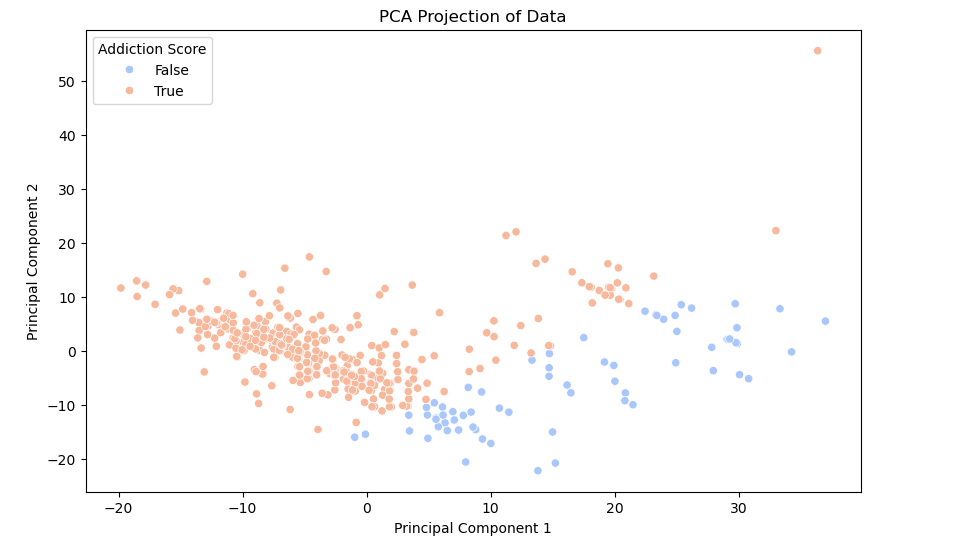 PCA Projection of Data
Addiction Score
False
True
Principal Component 2
50
40
30
20
10
0
−10
−20
−20 −10 0 10 20 30
Principal Component 1